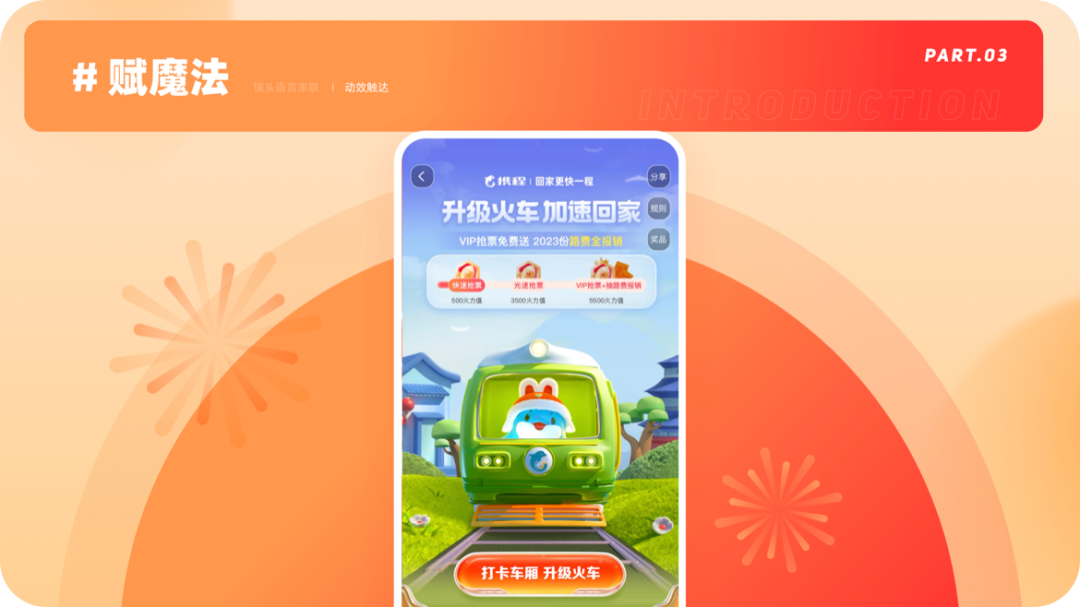 # 赋魔法
镜头语言串联 | 动效触达
PART.03
INTRODUCTION
携程 | 回家更快一程
分享
升级火车 加速回家
规则
VIP抢票免费送 2023份路费全报销
奖品
快速抢票 光速抢票 VIP抢票+抽路费报销
500火力值 3500火力值 5500火力值
打卡车厢 升级火车